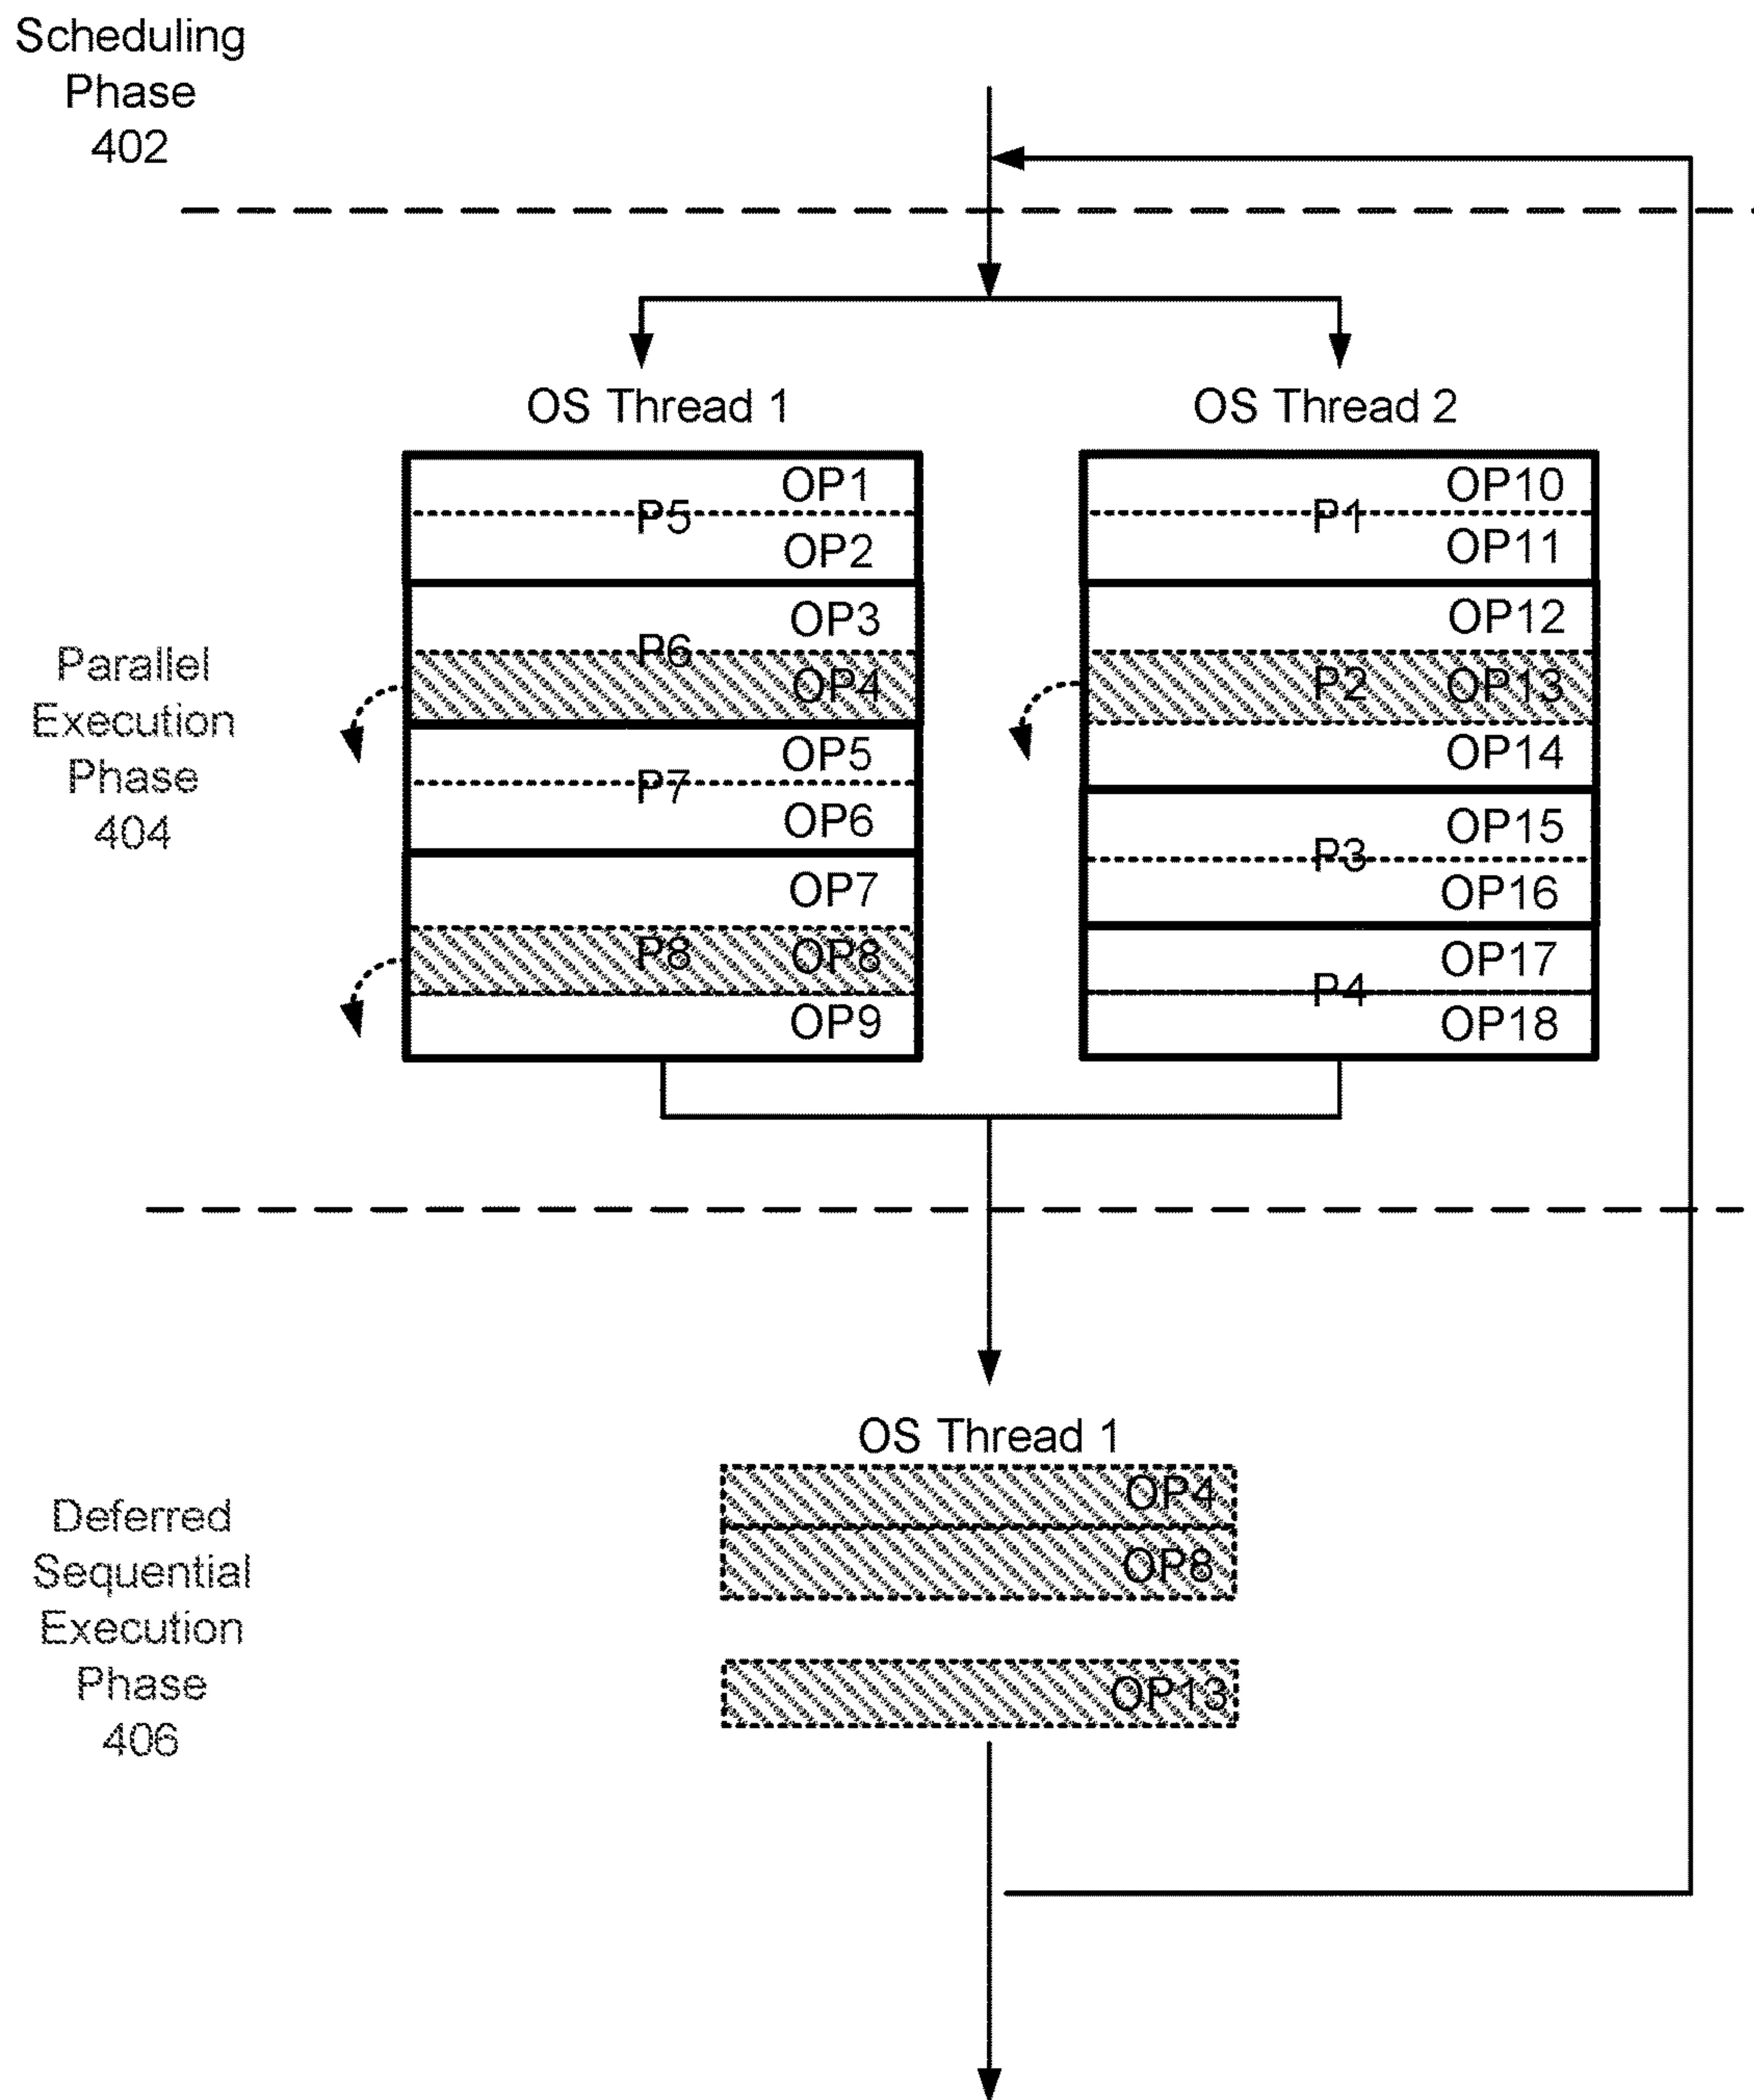 Scheduling
Phase
402
OS Thread 1
OS Thread 2
OP1
P5
OP2
OP3
P6
OP4
OP5
P7
OP6
OP7
P8 OP8
OP9
OP10
P1
OP11
OP12
P2 OP13
OP14
OP15
P3
OP16
OP17
P4
OP18
Parallel
Execution
Phase
404
OS Thread 1
OP4
OP8
OP13
Deferred
Sequential
Execution
Phase
406